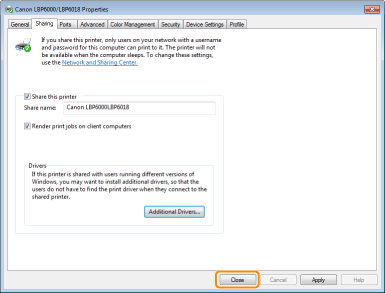 Canon LBP6000/LBP6018 Properties
General Sharing Ports Advanced Color Management Security Device Settings Profile
If you share this printer, only users on your network with a username
and password for this computer can print to it. The printer will not
be available when the computer sleeps. To change these settings,
use the Network and Sharing Center.
Share this printer
Share name: Canon LBP6000LBP6018
Render print jobs on client computers
Drivers
If this printer is shared with users running different versions of
Windows, you may want to install additional drivers, so that the
users do not have to find the print driver when they connect to the
shared printer.
Additional Drivers...
Close Cancel Apply Help